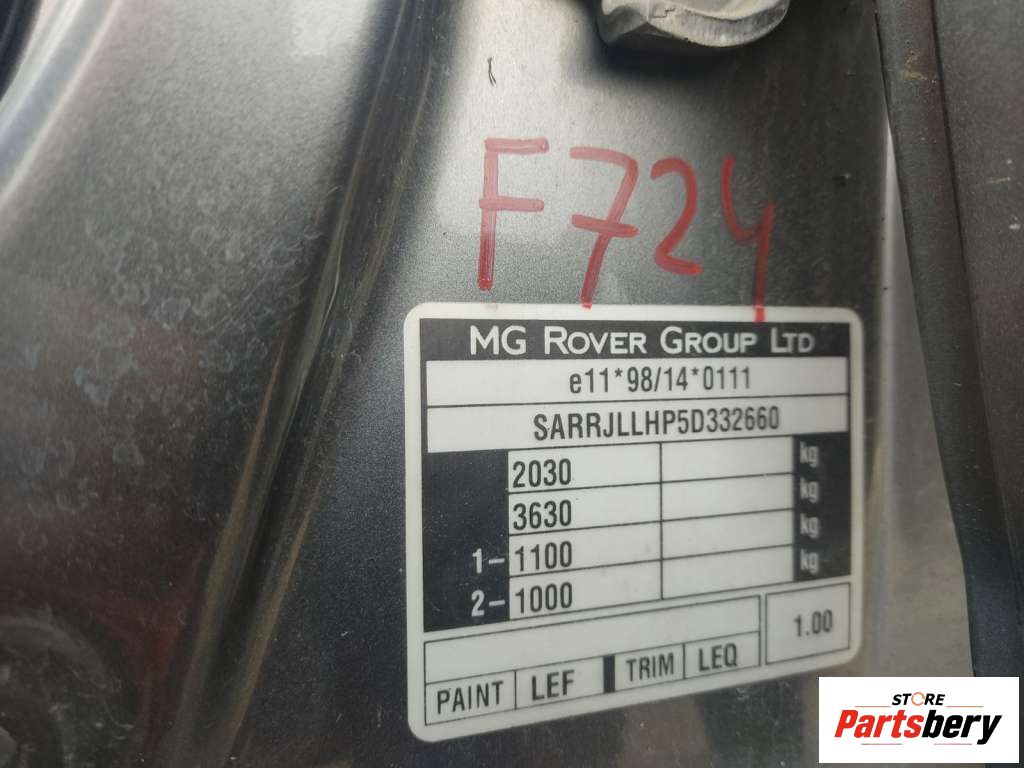 F724
MG ROVER GROUP LTD
e11*98/14*0111
SARRJLLHP5D332660
2030 kg
3630 kg
1- 1100 kg
2- 1000 kg
1.00
PAINT LEF TRIM LEQ
STORE
Partsbery